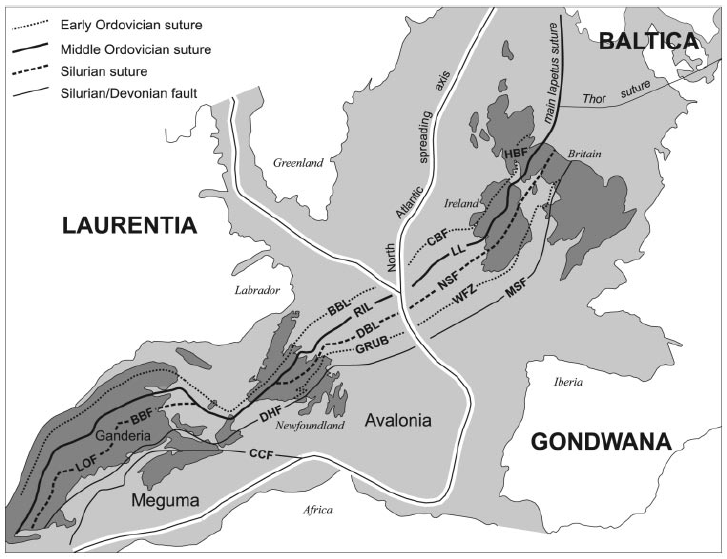 Early Ordovician suture
Middle Ordovician suture
Silurian suture
Silurian/Devonian fault
BALTICA
main Iapetus suture
Thor suture
North Atlantic spreading axis
Greenland
HBF
Britain
LAURENTIA
Ireland
CBF
LL
NSF
Labrador
WFZ
MSF
BBL
RIL
DBL
GRUB
Iberia
BBF
DHF
Newfoundland
Avalonia
Ganderia
GONDWANA
LOF
CCF
Meguma
Africa